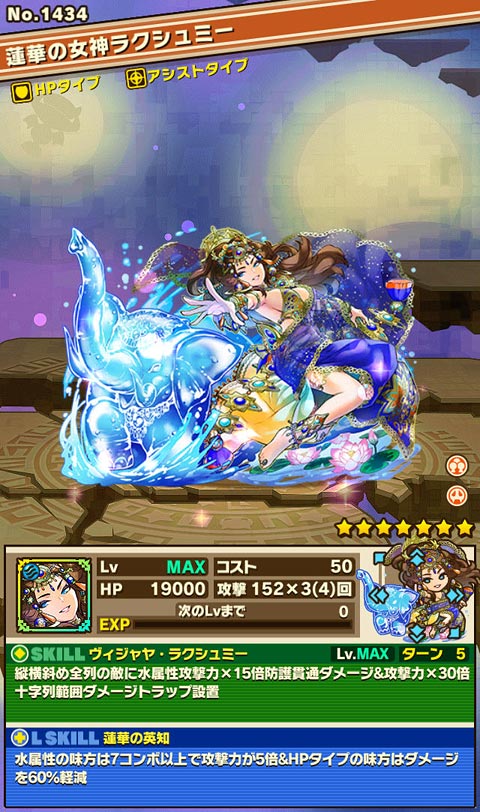 No.1434
蓮華の女神ラクシュミー
HPタイプ アシストタイプ
Lv MAX コスト 50
HP 19000 攻撃 152×3(4)回
次のLvまで 0
EXP
SKILL ヴィジャヤ・ラクシュミー Lv.MAX ターン 5
縦横斜め全列の敵に水属性攻撃力×15倍防護貫通ダメージ&攻撃力×30倍
十字列範囲ダメージトラップ設置
L SKILL 蓮華の英知
水属性の味方は7コンボ以上で攻撃力が5倍&HPタイプの味方はダメージ
を60%軽減